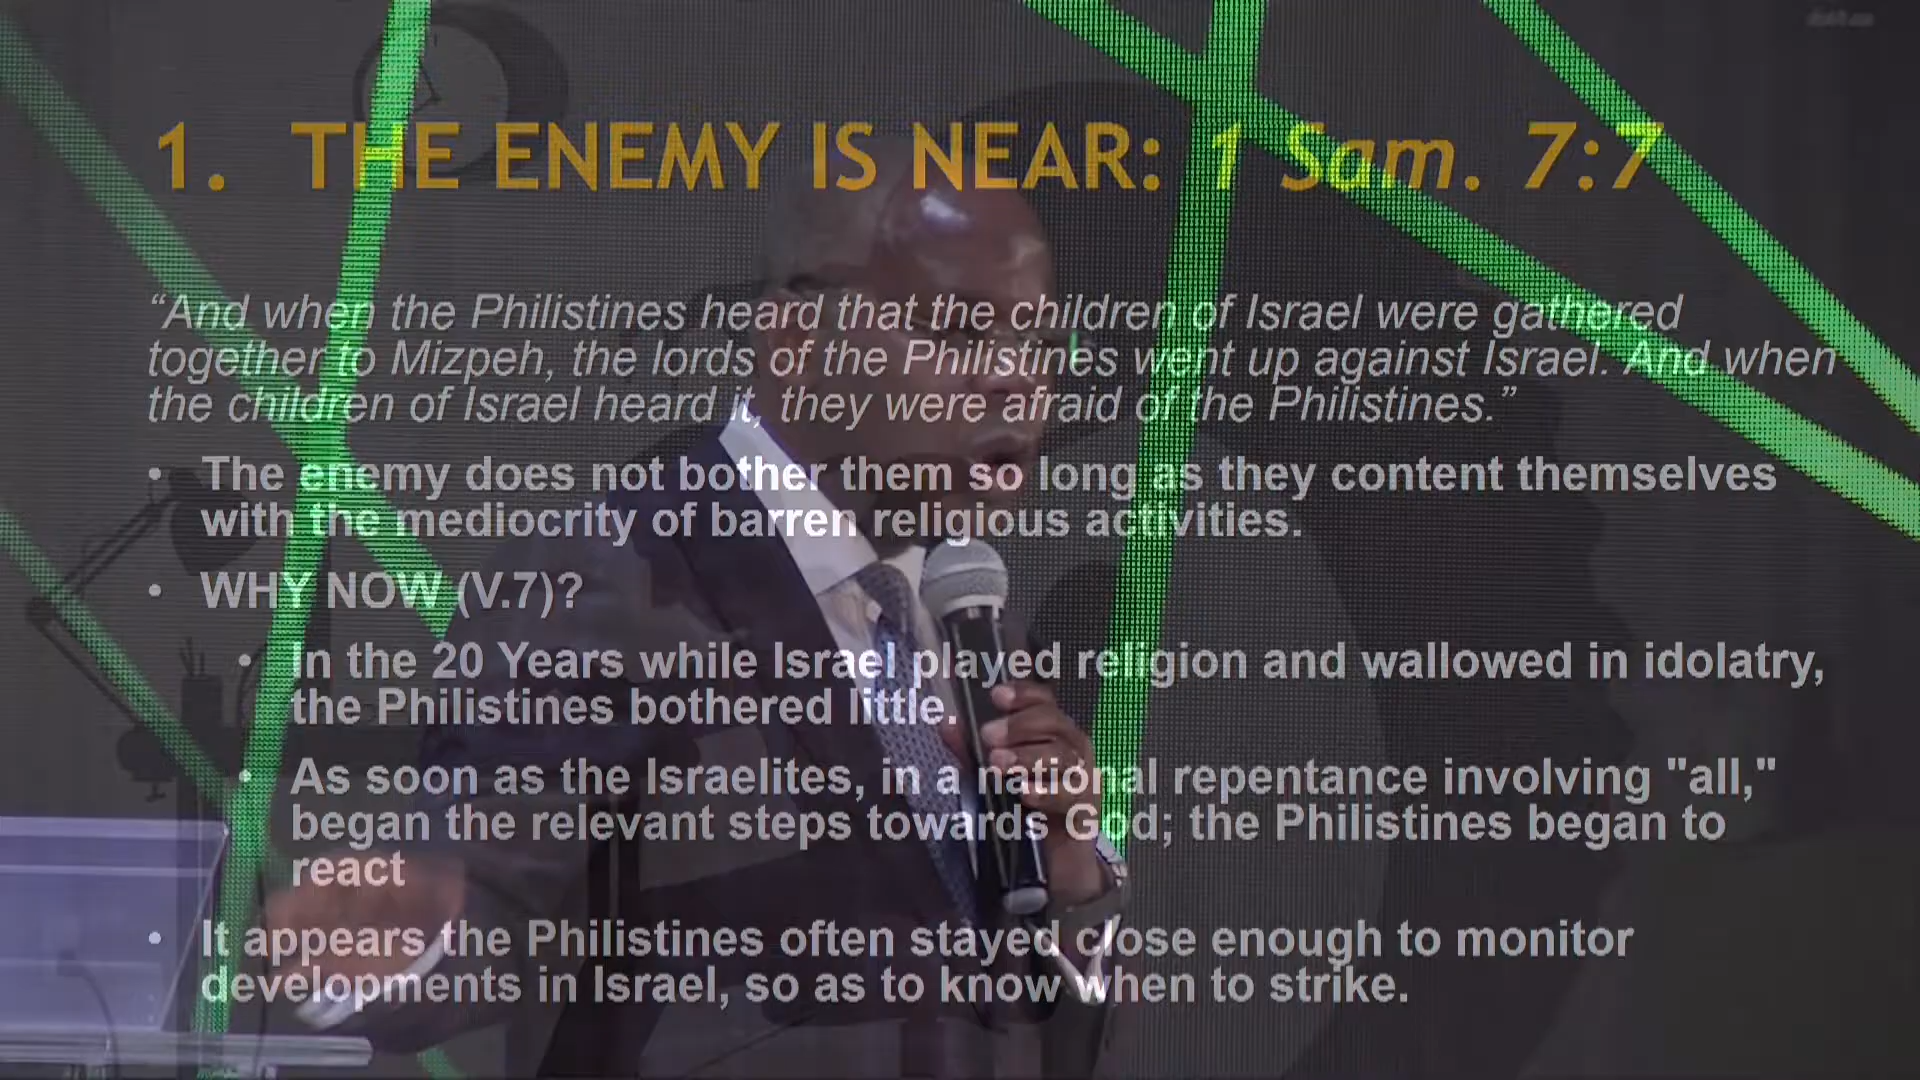 1. THE ENEMY IS NEAR: 1 Sam. 7:7
“And when the Philistines heard that the children of Israel were gathered
together to Mizpeh, the lords of the Philistines went up against Israel. And when
the children of Israel heard it, they were afraid of the Philistines.”
• The enemy does not bother them so long as they content themselves
with the mediocrity of barren religious activities.
• WHY NOW (V.7)?
• In the 20 Years while Israel played religion and wallowed in idolatry,
the Philistines bothered little.
• As soon as the Israelites, in a national repentance involving "all,"
began the relevant steps towards God; the Philistines began to
react
• It appears the Philistines often stayed close enough to monitor
developments in Israel, so as to know when to strike.